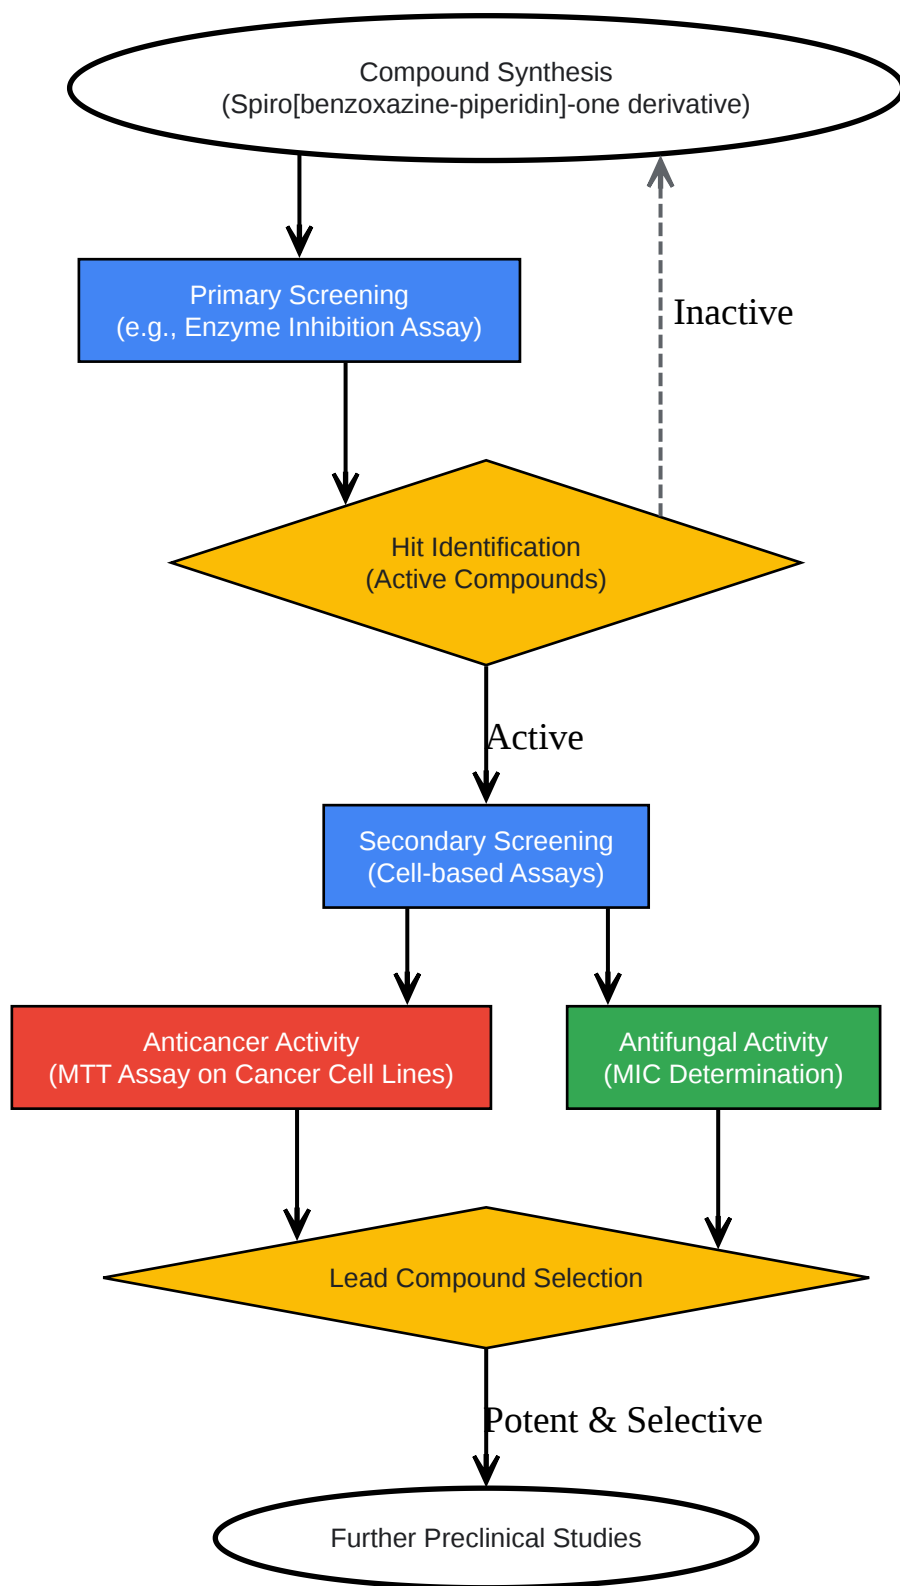 Compound Synthesis
(Spiro[benzoxazine-piperidin]-one derivative)
Primary Screening
(e.g., Enzyme Inhibition Assay)
Inactive
Hit Identification
(Active Compounds)
Active
Secondary Screening
(Cell-based Assays)
Anticancer Activity
(MTT Assay on Cancer Cell Lines)
Antifungal Activity
(MIC Determination)
Lead Compound Selection
Potent & Selective
Further Preclinical Studies